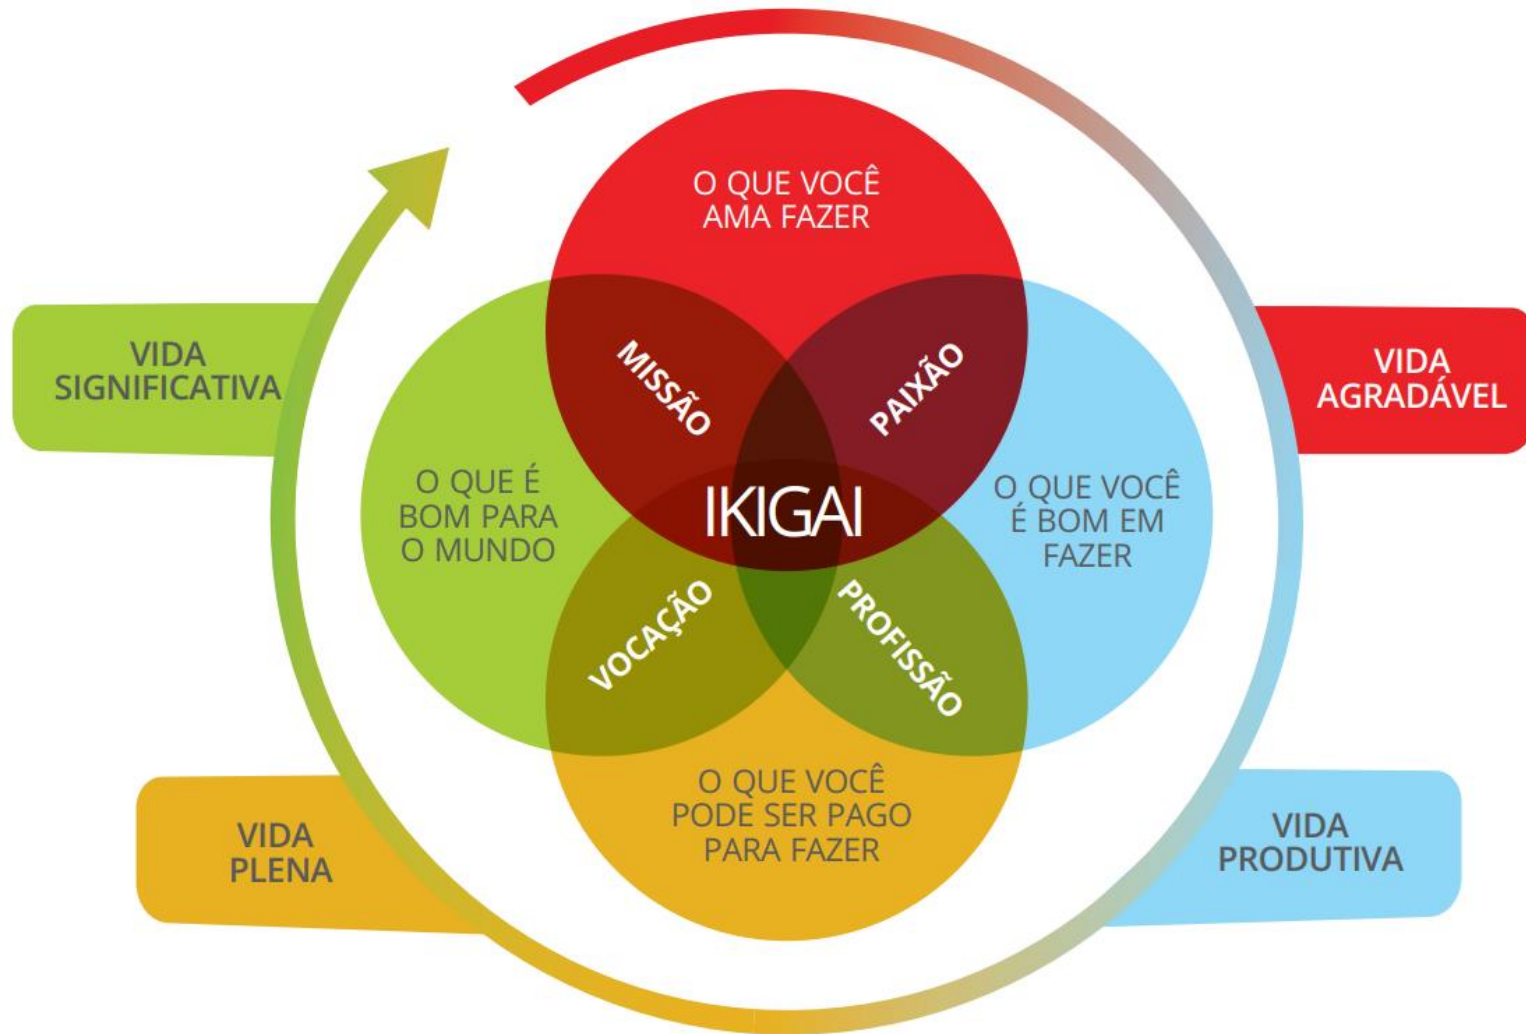 O QUE VOCÊ
AMA FAZER
MISSÃO
PAIXÃO
VIDA
SIGNIFICATIVA
VIDA
AGRADÁVEL
O QUE É
BOM PARA
O MUNDO
IKIGAI
O QUE VOCÊ
É BOM EM
FAZER
VOCAÇÃO
PROFISSÃO
O QUE VOCÊ
PODE SER PAGO
PARA FAZER
VIDA
PLENA
VIDA
PRODUTIVA